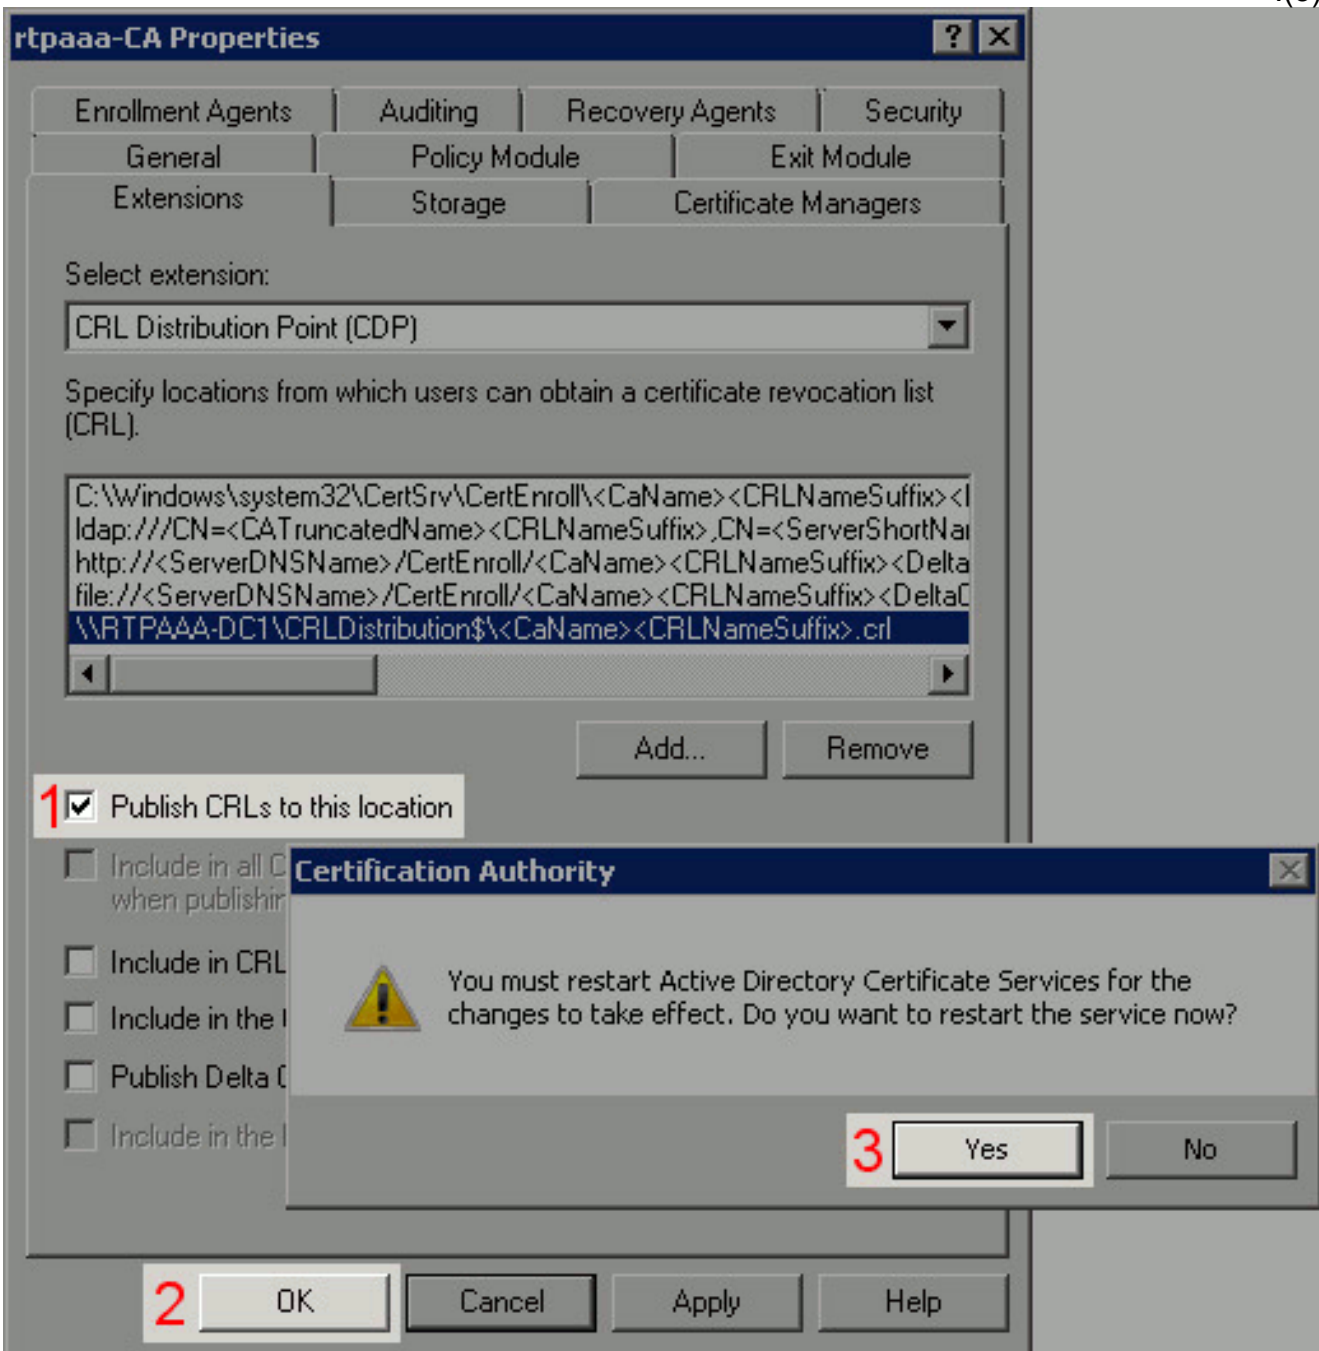 rtpaaa-CA Properties
Enrollment Agents
Auditing
Recovery Agents
Security
General
Policy Module
Exit Module
Extensions
Storage
Certificate Managers
Select extension:
CRL Distribution Point (CDP)
Specify locations from which users can obtain a certificate revocation list
(CRL).
C:\Windows\system32\CertSrv\CertEnroll\<CaName><CRLNameSuffix><
ldap:///CN=<CATruncatedName><CRLNameSuffix>,CN=<ServerShortNa
http://<ServerDNSName>/CertEnroll/<CaName><CRLNameSuffix><Delta
file://<ServerDNSName>/CertEnroll/<CaName><CRLNameSuffix><Delta
\\RTPAAA-DC1\CRLDistribution$\<CaName><CRLNameSuffix>.crl
Add...
Remove
1
Publish CRLs to this location
Include in all
when publishin
Include in CRL
Include in the
Publish Delta
Include in the
Certification Authority
You must restart Active Directory Certificate Services for the
changes to take effect. Do you want to restart the service now?
3
Yes
No
2
OK
Cancel
Apply
Help